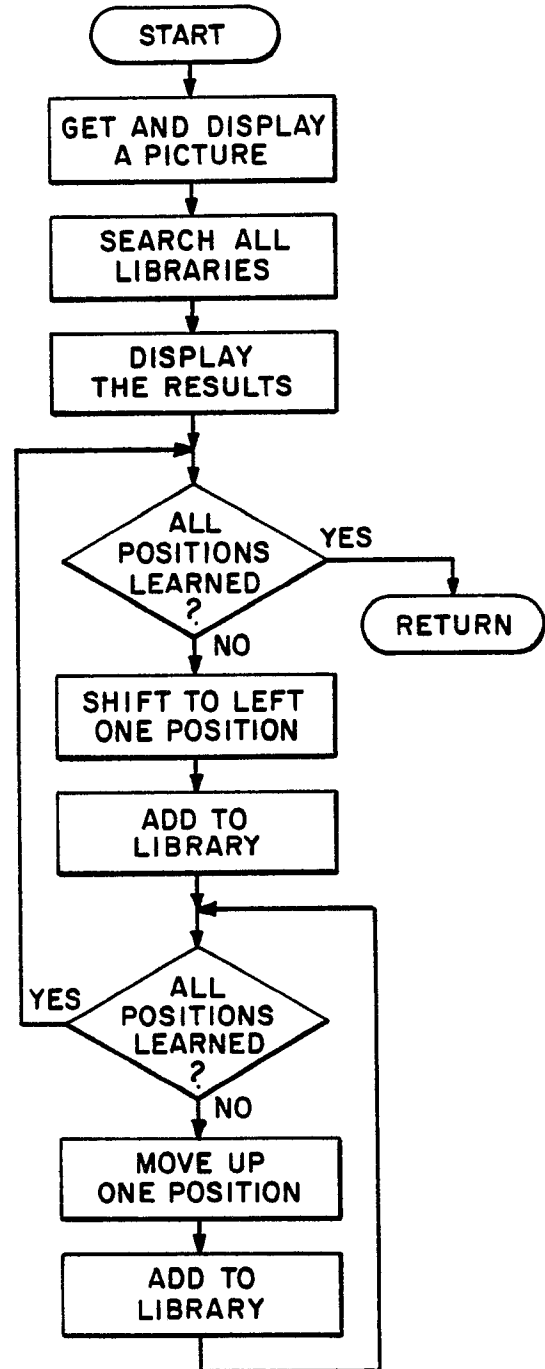 START
GET AND DISPLAY
A PICTURE
SEARCH ALL
LIBRARIES
DISPLAY
THE RESULTS
ALL
POSITIONS
LEARNED
?
YES
RETURN
NO
SHIFT TO LEFT
ONE POSITION
ADD TO
LIBRARY
YES
ALL
POSITIONS
LEARNED
?
NO
MOVE UP
ONE POSITION
ADD TO
LIBRARY